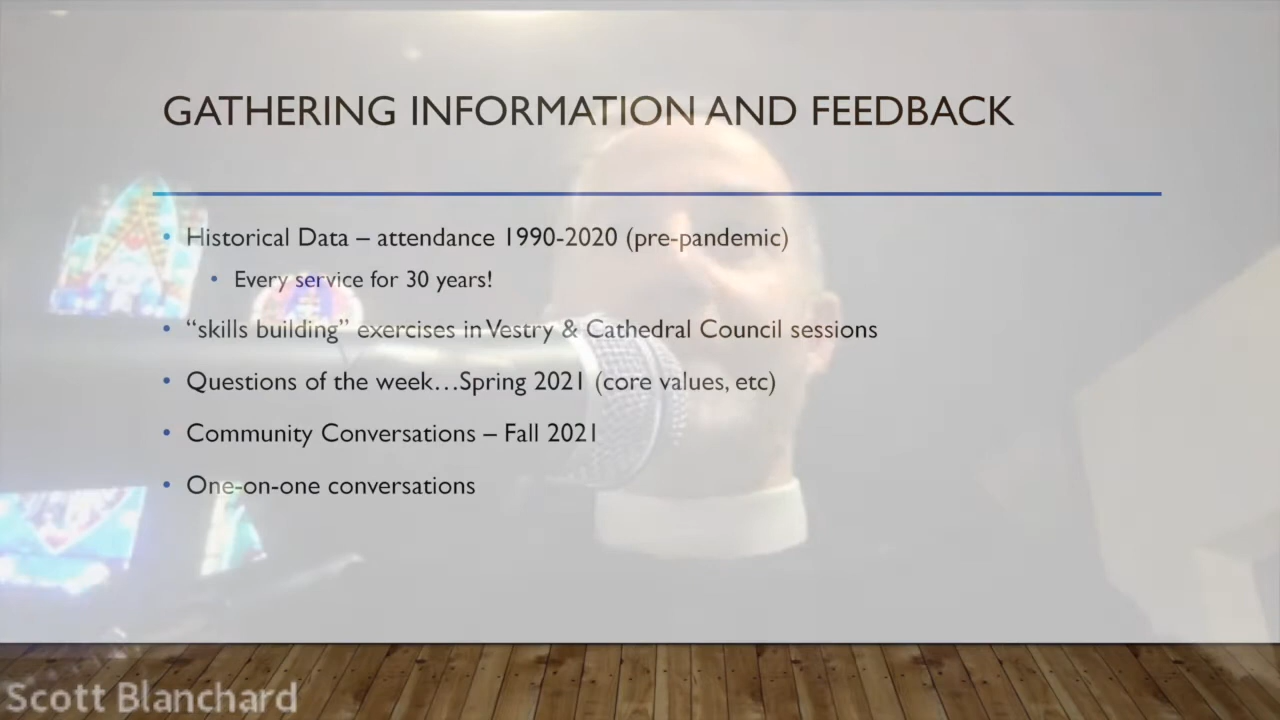 GATHERING INFORMATION AND FEEDBACK
• Historical Data – attendance 1990-2020 (pre-pandemic)
• Every service for 30 years!
• “skills building” exercises in Vestry & Cathedral Council sessions
• Questions of the week…Spring 2021 (core values, etc)
• Community Conversations – Fall 2021
• One-on-one conversations
Scott Blanchard